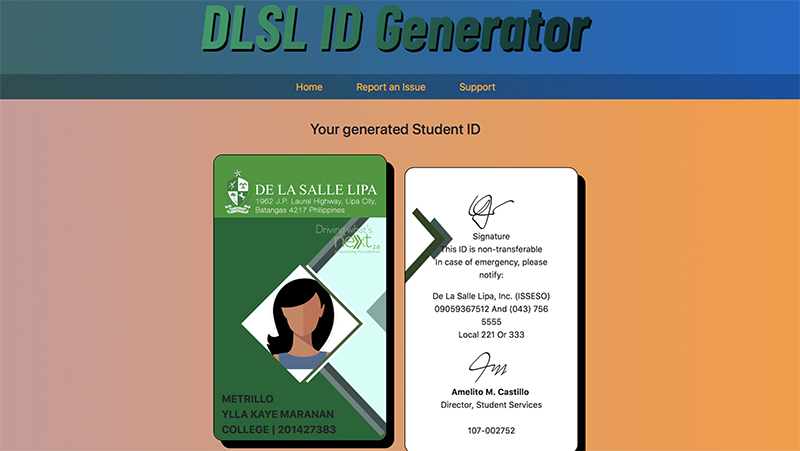 DLSL ID Generator
Home Report an Issue Support
Your generated Student ID
DE LA SALLE LIPA
1962 J.P. Laurel Highway, Lipa City,
Batangas 4217 Philippines
Driving what's
next 2.0
METRILLO
YLLA KAYE MARANAN
COLLEGE | 201427383
Signature
This ID is non-transferable
In case of emergency, please
notify:
De La Salle Lipa, Inc. (ISSESO)
09059367512 And (043) 756
5555
Local 221 Or 333
Amelito M. Castillo
Director, Student Services
107-002752